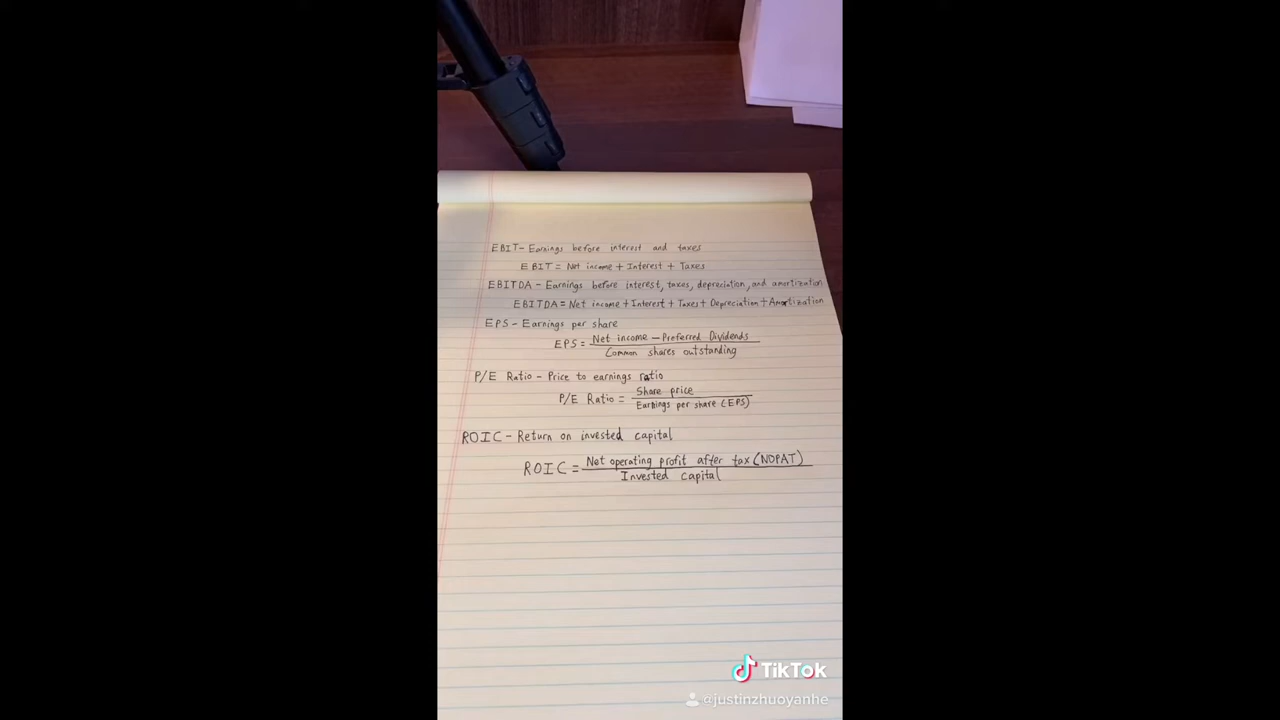 EBIT - Earnings before interest and taxes
EBIT = Net income + Interest + Taxes
EBITDA - Earnings before interest, taxes, depreciation, and amortization
EBITDA = Net income + Interest + Taxes + Depreciation + Amortization
EPS - Earnings per share
EPS = Net income - Preferred Dividends
Common shares outstanding
P/E Ratio - Price to earnings ratio
P/E Ratio = Share price
Earnings per share (EPS)
ROIC - Return on invested capital
ROIC = Net operating profit after tax (NOPAT)
Invested capital
TikTok
@justinzhuoyanhe